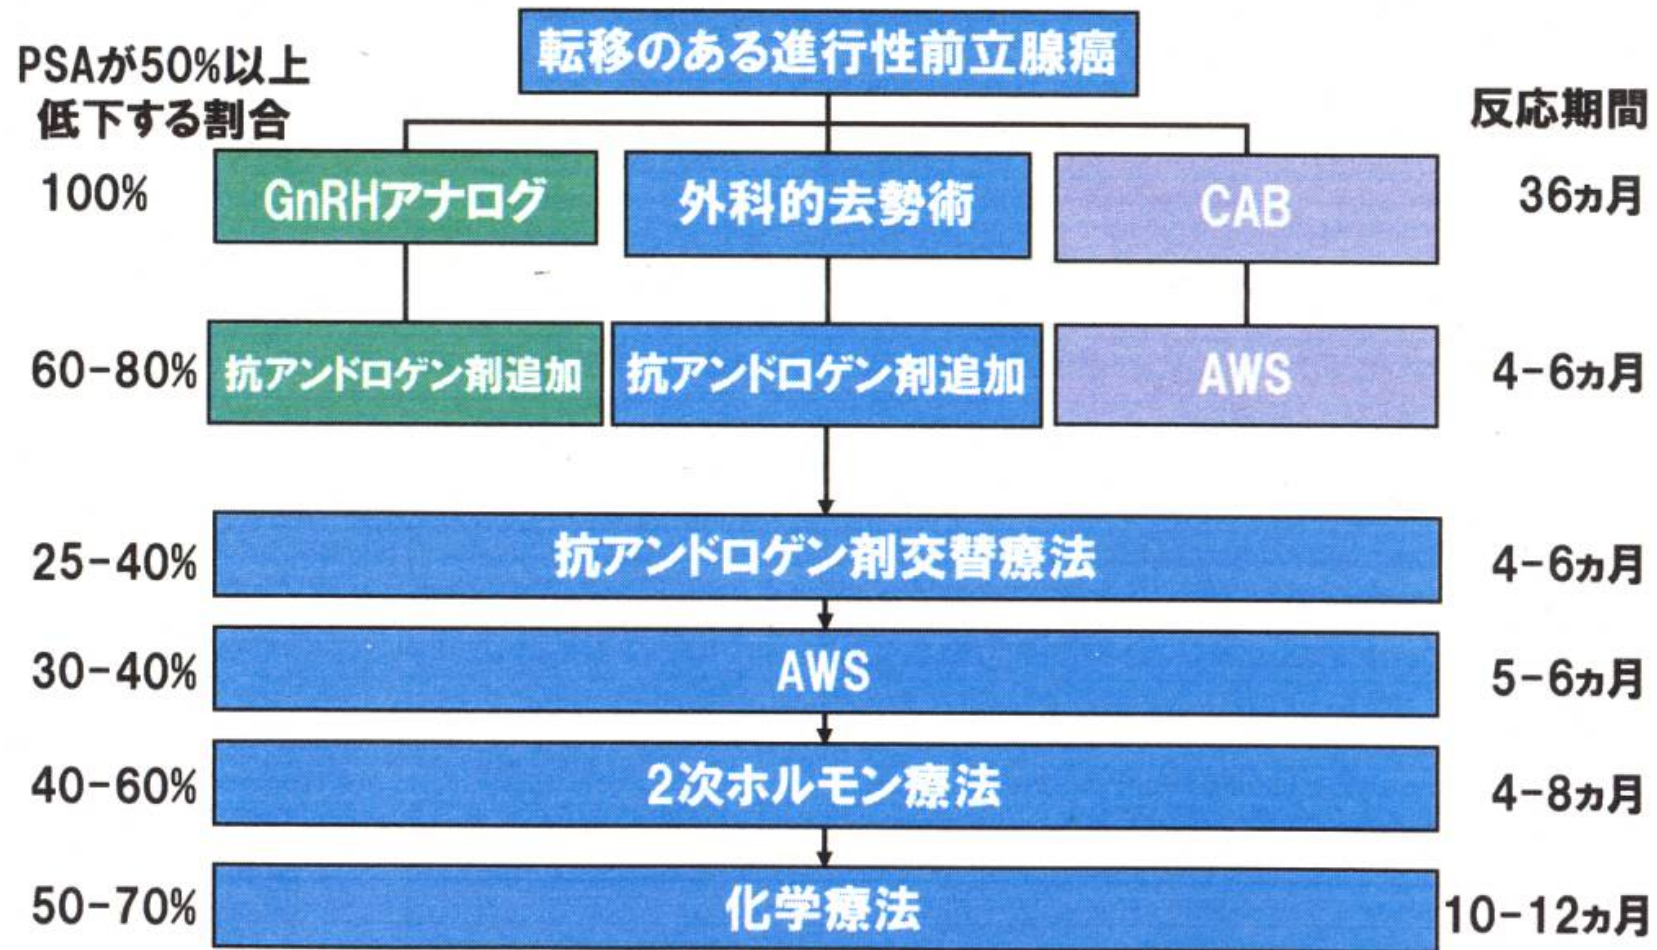 転移のある進行性前立腺癌
PSAが50%以上
低下する割合
反応期間
100%
GnRHアナログ
外科的去勢術
CAB
36ヵ月
60-80%
抗アンドロゲン剤追加
抗アンドロゲン剤追加
AWS
4-6ヵ月
25-40%
抗アンドロゲン剤交替療法
4-6ヵ月
30-40%
AWS
5-6ヵ月
40-60%
2次ホルモン療法
4-8ヵ月
50-70%
化学療法
10-12ヵ月